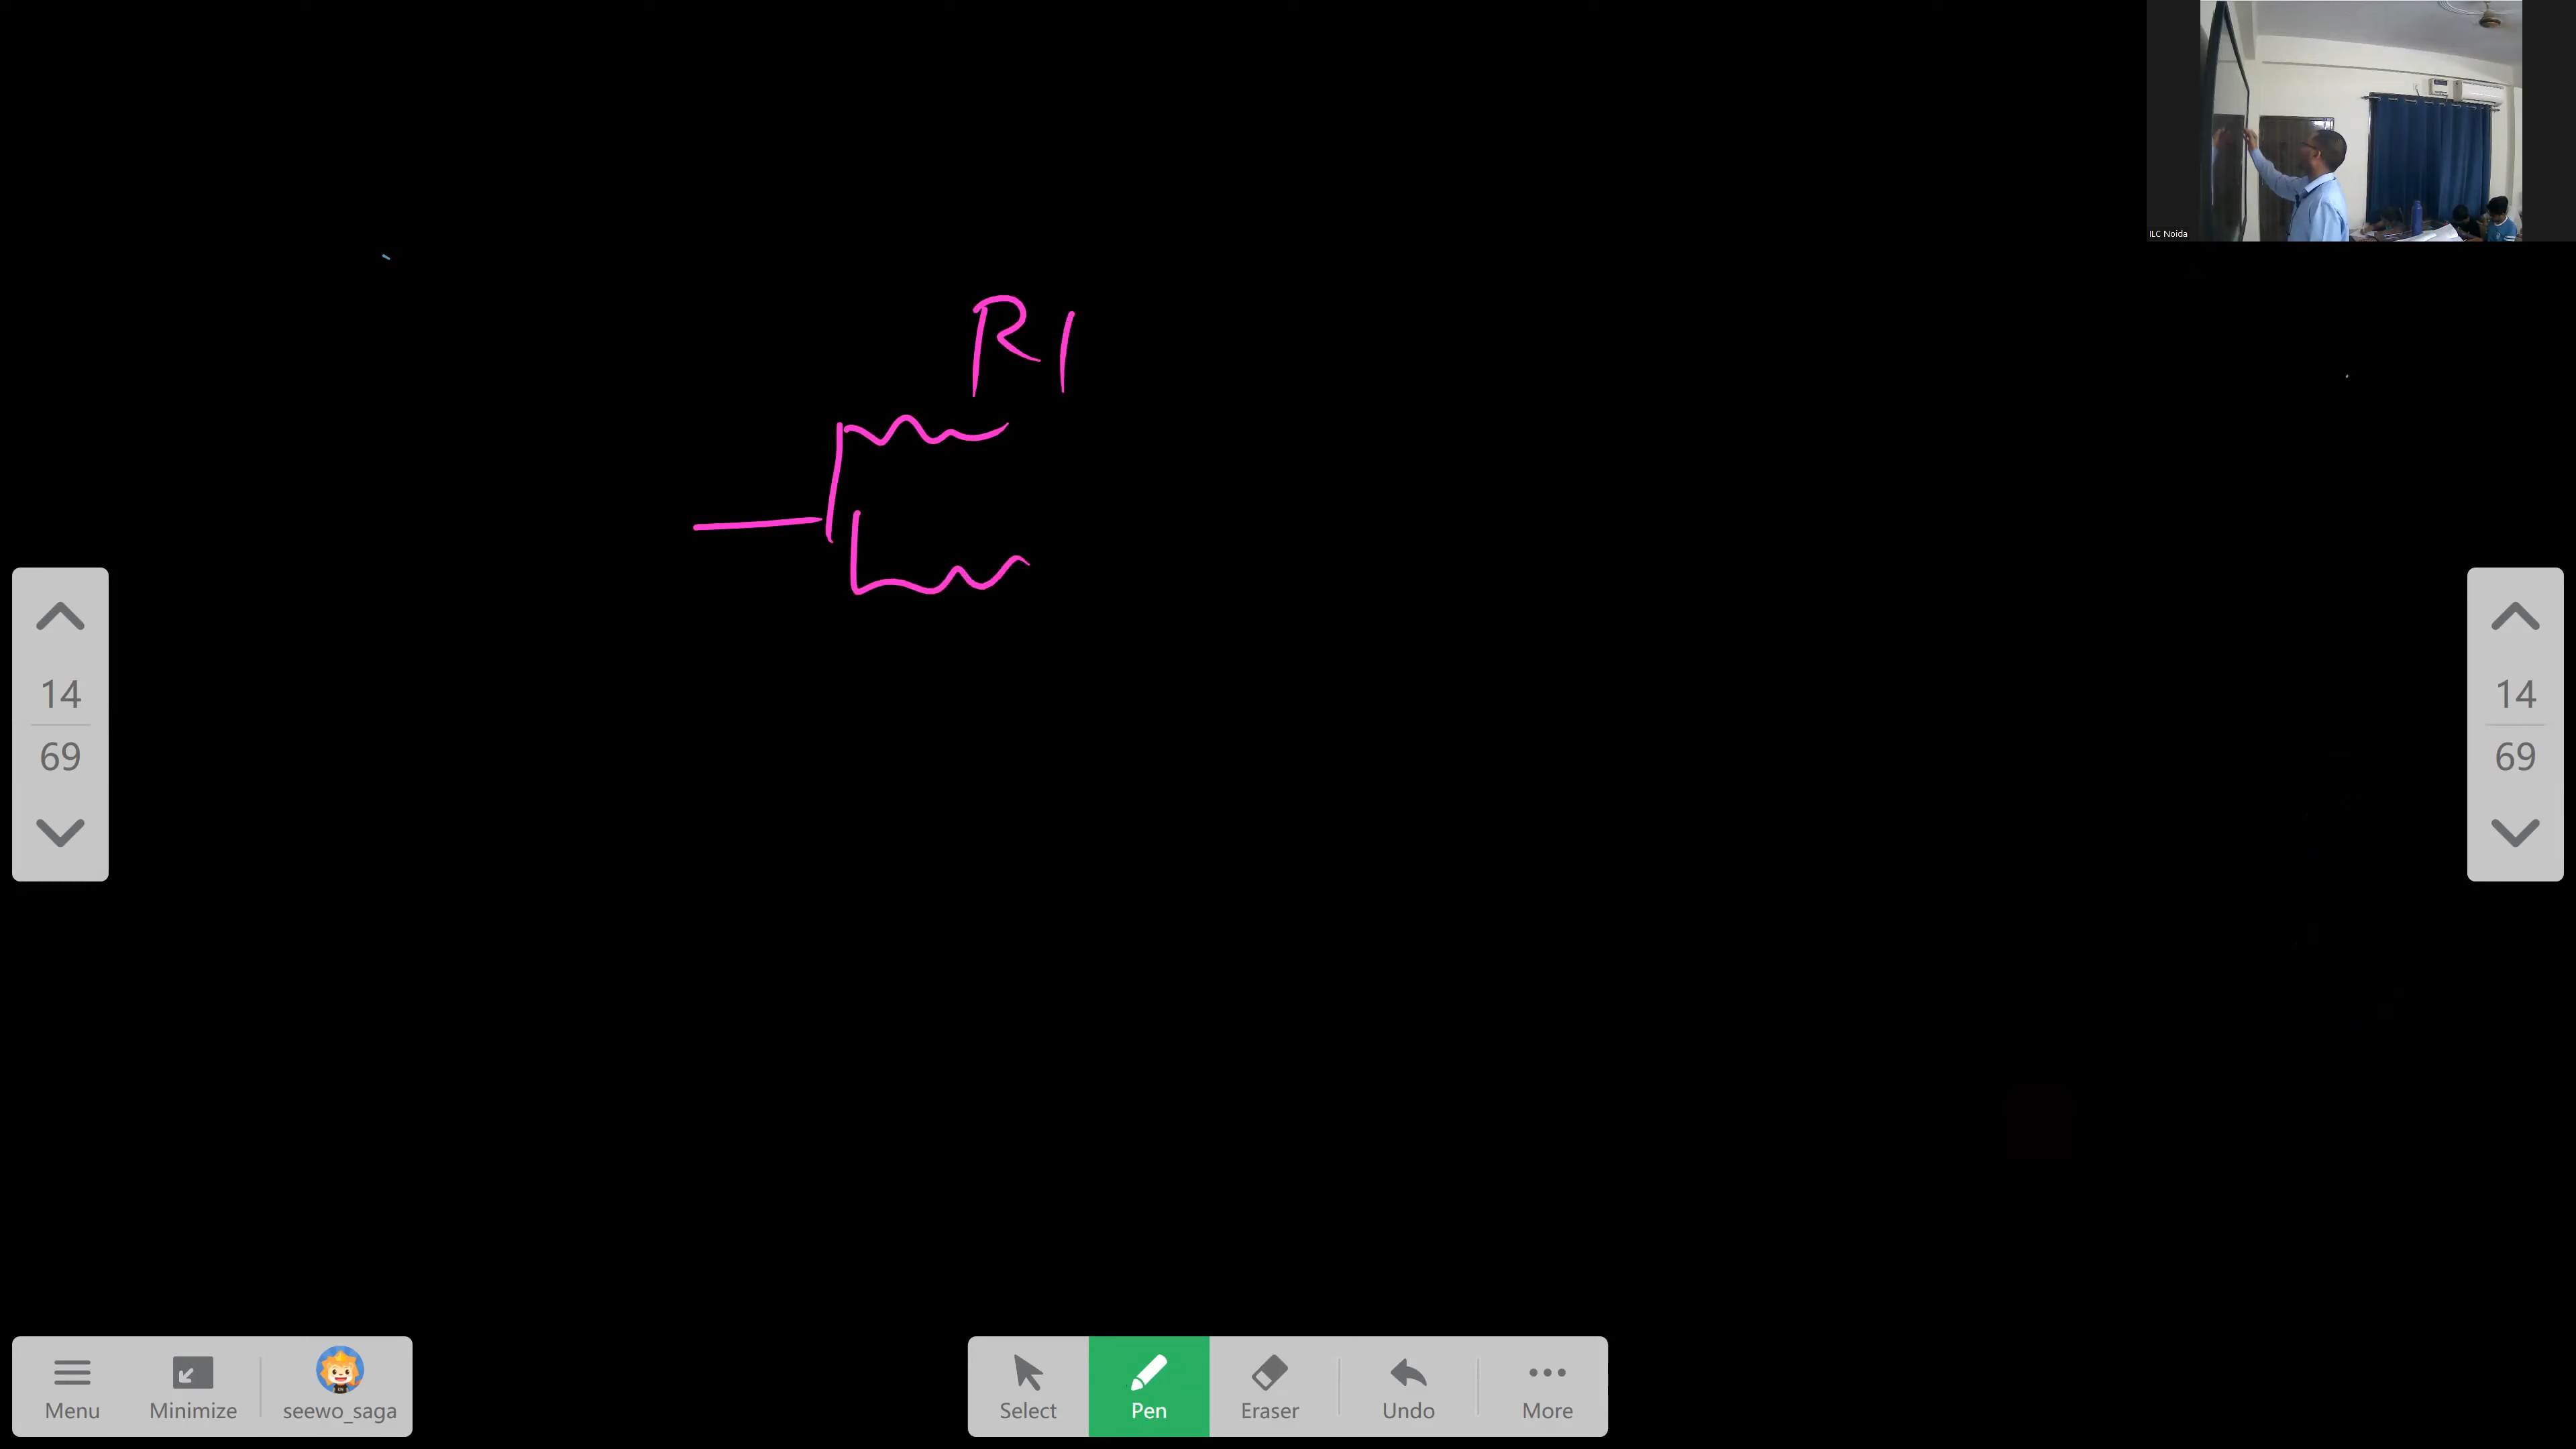 ILC Noida
R1
14
69
14
69
Menu
Minimize
seewo_saga
Select
Pen
Eraser
Undo
More